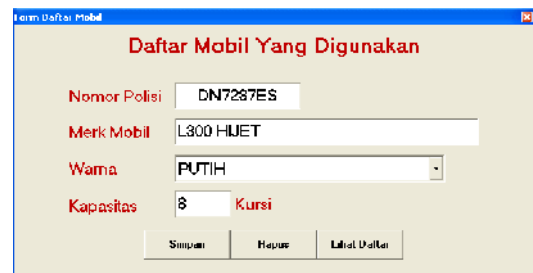 Form Daftar Mobil
Daftar Mobil Yang Digunakan
Nomor Polisi DN7287ES
Merk Mobil L300 HIJET
Warna PUTIH
Kapasitas 8 Kursi
Simpan Hapus Lihat Daftar